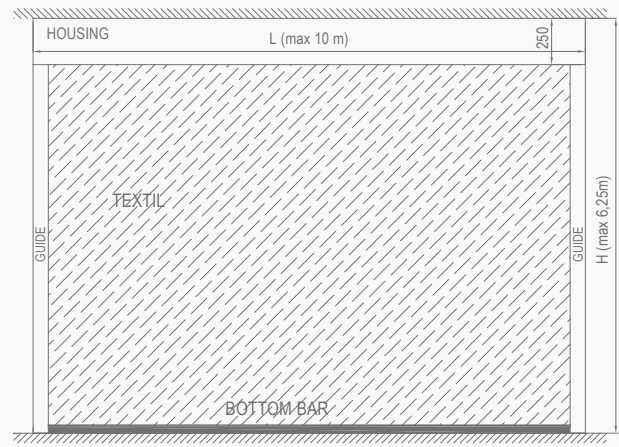 HOUSING
L (max 10 m)
250
TEXTIL
GUIDE
GUIDE
H (max 6,25m)
BOTTOM BAR